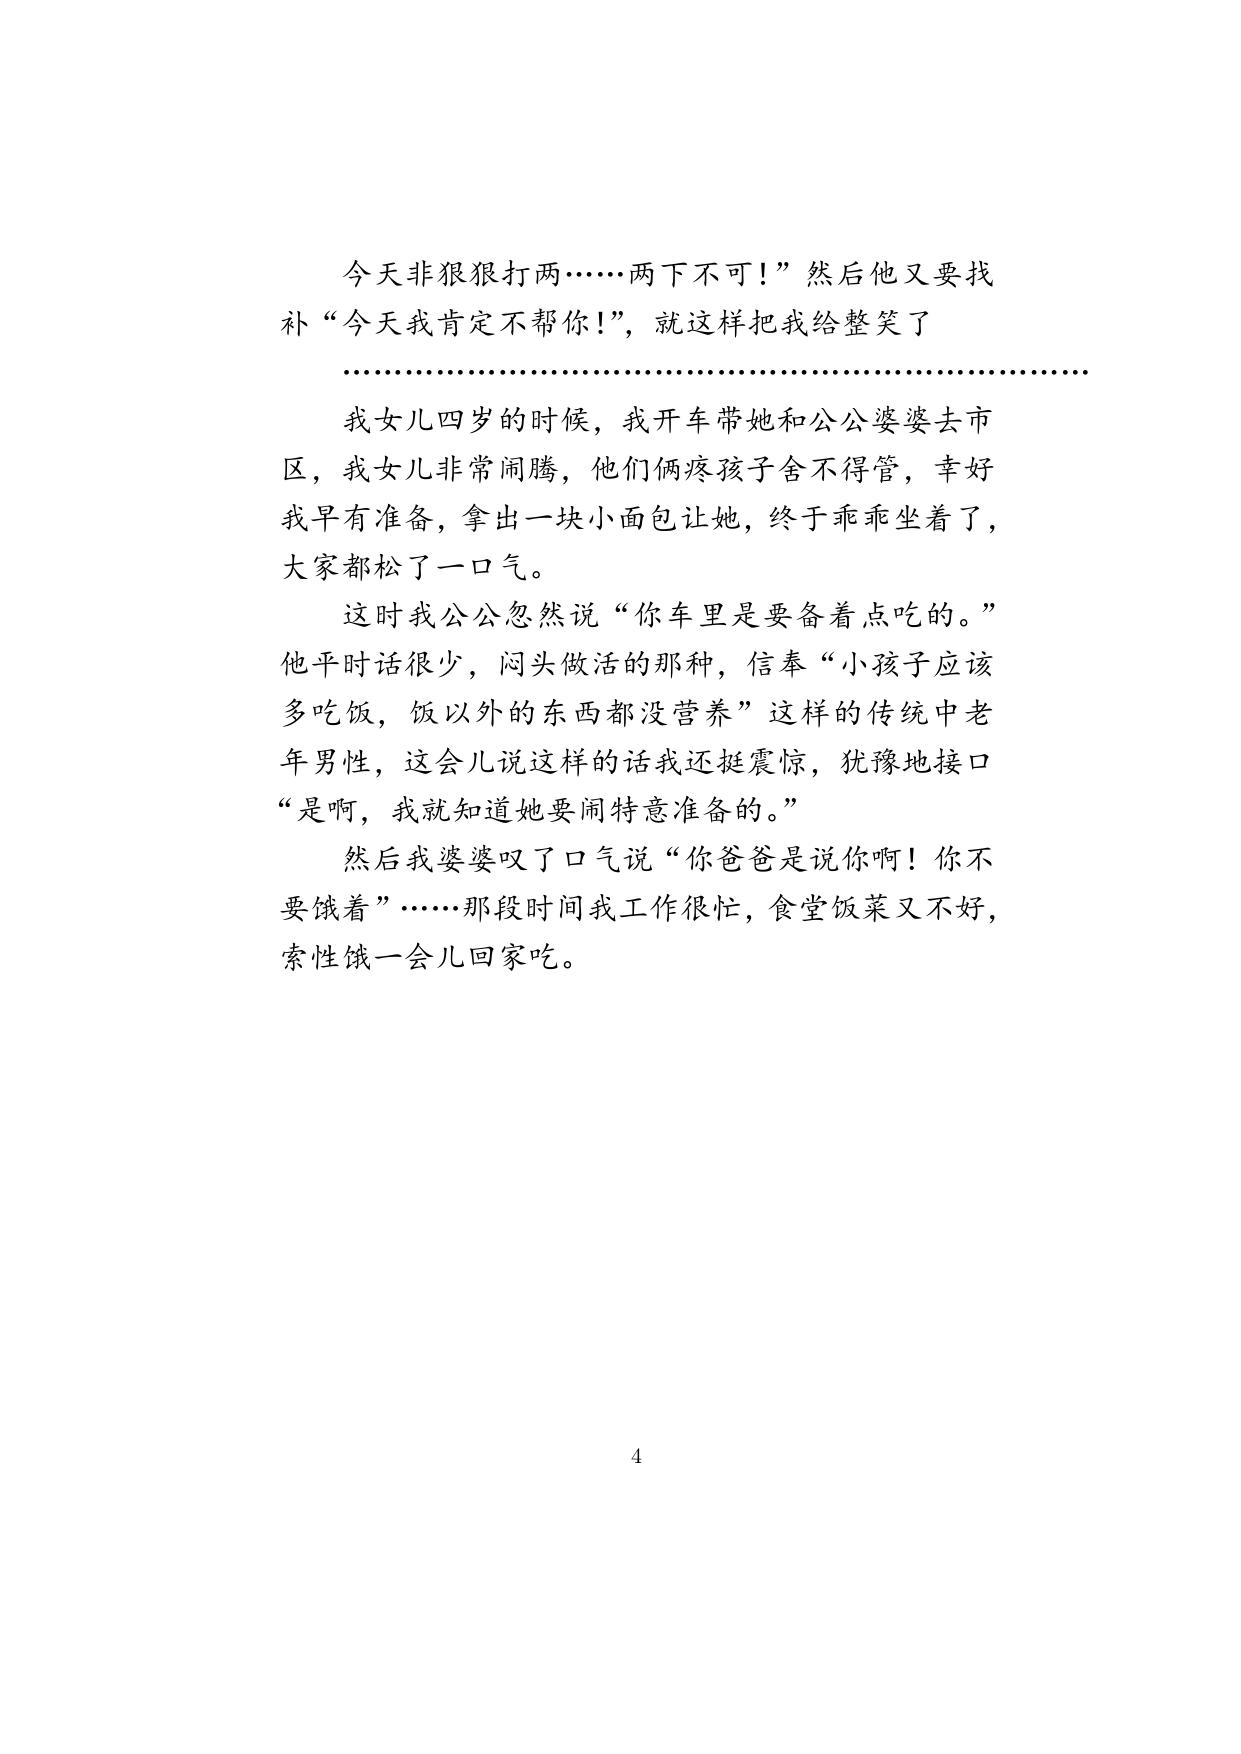 今天非狠狠打两……两下不可！”然后他又要找
补“今天我肯定不帮你！”，就这样把我给整笑了
……………………………………………………………………
我女儿四岁的时候，我开车带她和公公婆婆去市
区，我女儿非常闹腾，他们俩疼孩子舍不得管，幸好
我早有准备，拿出一块小面包让她，终于乖乖坐着了，
大家都松了一口气。
这时我公公忽然说“你车里是要备着点吃的。”
他平时话很少，闷头做活的那种，信奉“小孩子应该
多吃饭，饭以外的东西都没营养”这样的传统中老
年男性，这会儿说这样的话我还挺震惊，犹豫地接口
“是啊，我就知道她要闹特意准备的。”
然后我婆婆叹了口气说“你爸爸是说你啊！你不
要饿着”……那段时间我工作很忙，食堂饭菜又不好，
索性饿一会儿回家吃。
4